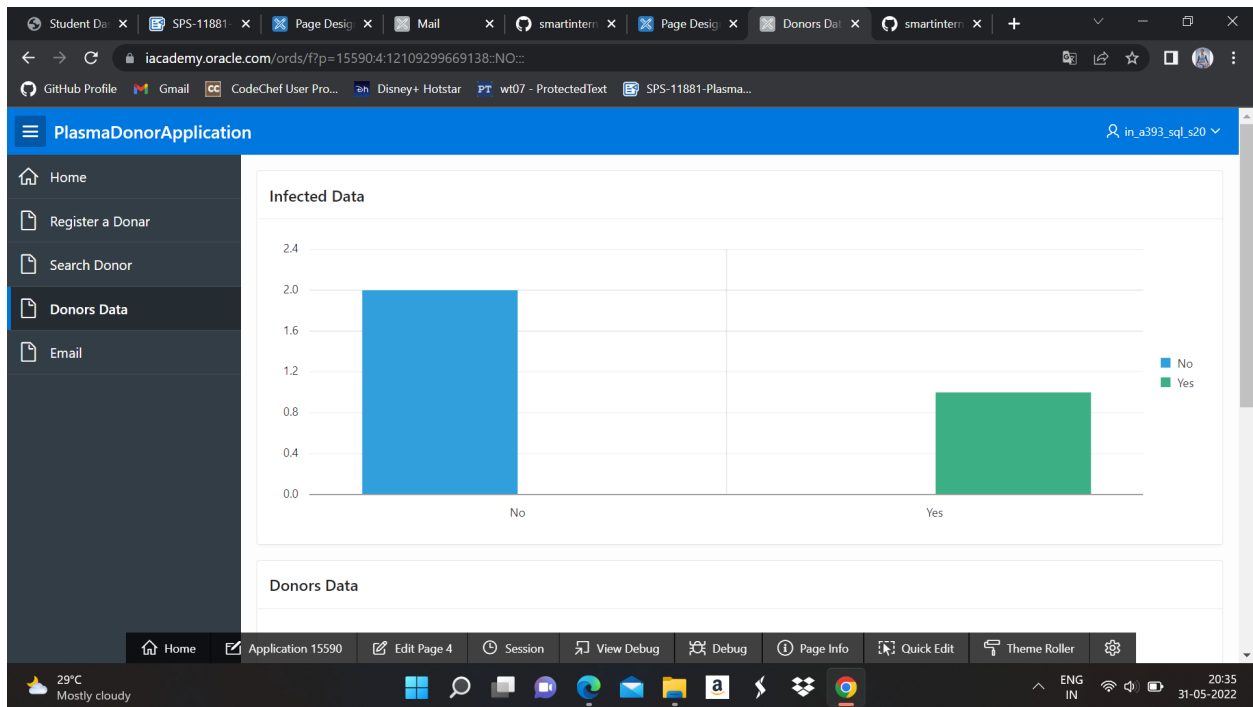 Student Da
SPS-11881-
Page Desig
Mail
smartintern
Page Desig
Donors Dat
smartintern
iacademy.oracle.com/ords/f?p=15590:4:12109299669138::NO:::
GitHub Profile
Gmail
CC
CodeChef User Pro...
Disney+ Hotstar
PT
wt07 - ProtectedText
SPS-11881-Plasma...
PlasmaDonorApplication
in_a393_sql_s20
Home
Register a Donar
Search Donor
Donors Data
Email
Infected Data
2.4
2.0
1.6
1.2
0.8
0.4
0.0
No
Yes
No
Yes
Donors Data
Home
Application 15590
Edit Page 4
Session
View Debug
Debug
Page Info
Quick Edit
Theme Roller
29°C
Mostly cloudy
a
ENG
IN
20:35
31-05-2022